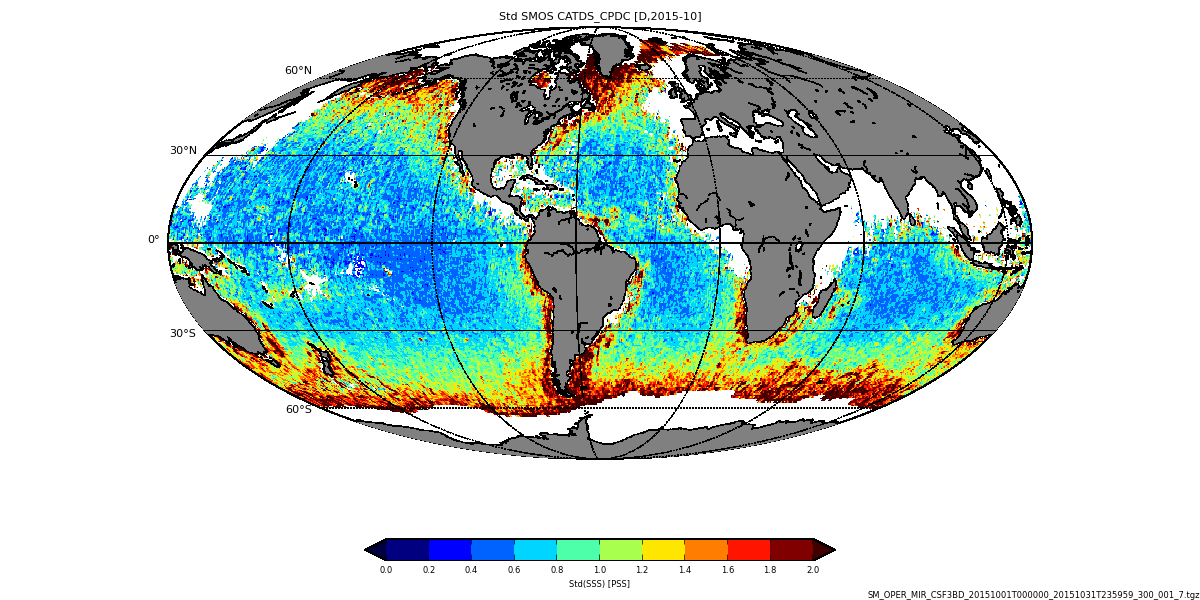 Std SMOS CATDS_CPDC [D,2015-10]
60°N
30°N
0°
30°S
60°S
0.0 0.2 0.4 0.6 0.8 1.0 1.2 1.4 1.6 1.8 2.0
Std(SSS) [PSS]
SM_OPER_MIR_CSF3BD_20151001T000000_20151031T235959_300_001_7.tgz